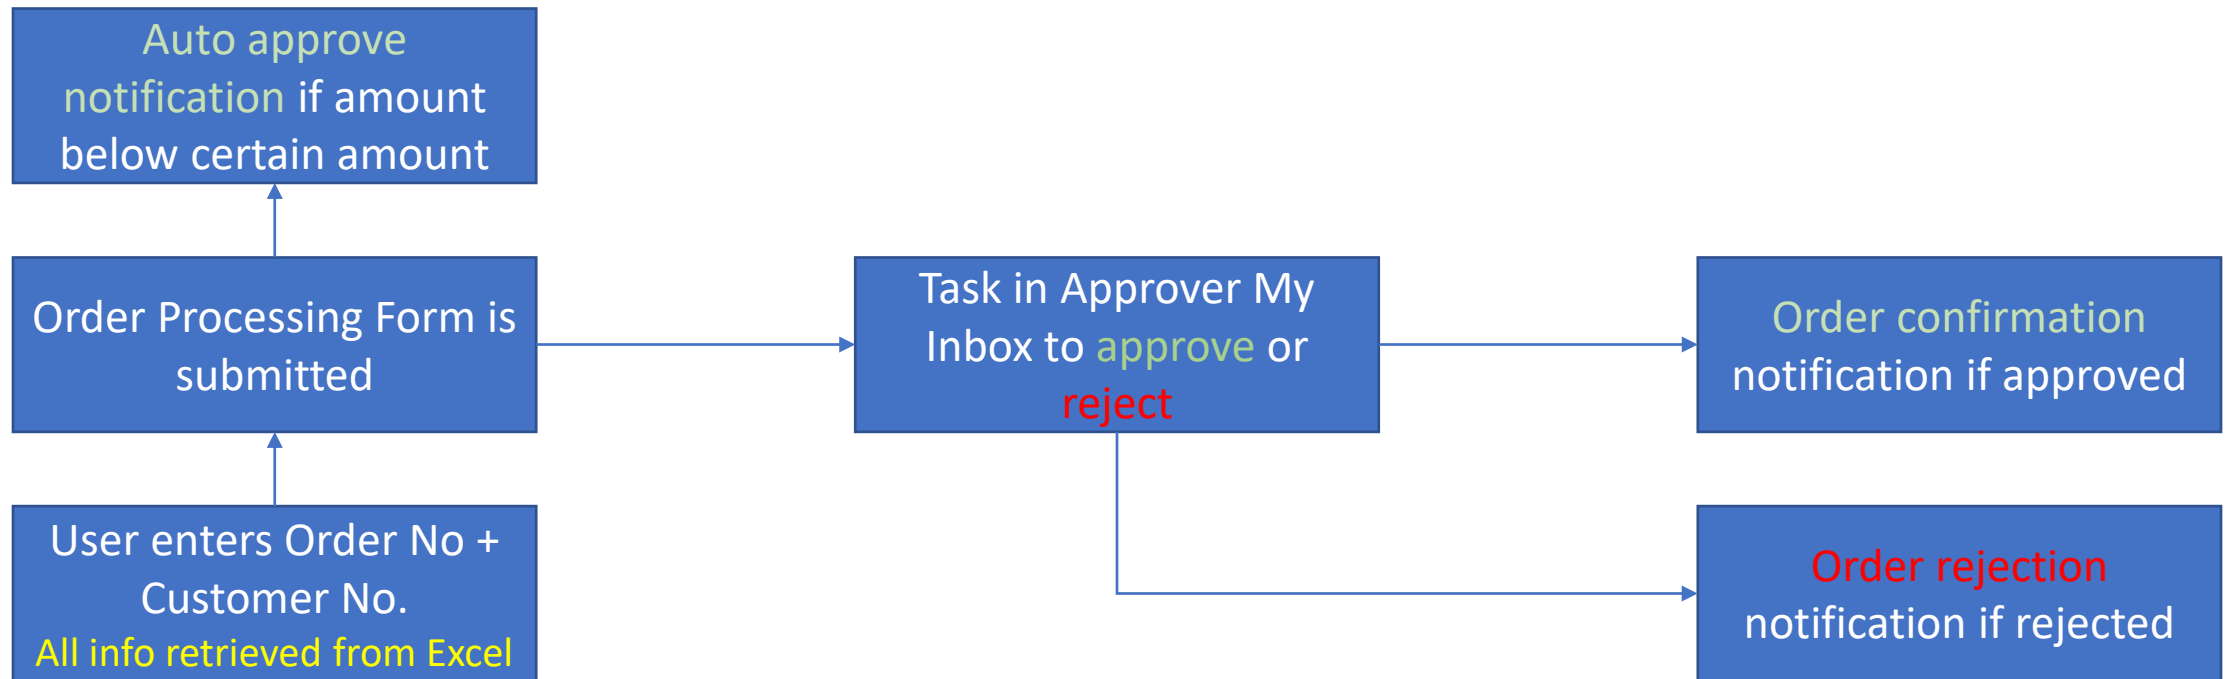 Auto approve
notification if amount
below certain amount
Order Processing Form is
submitted
Task in Approver My
Inbox to approve or
reject
Order confirmation
notification if approved
User enters Order No +
Customer No.
All info retrieved from Excel
Order rejection
notification if rejected